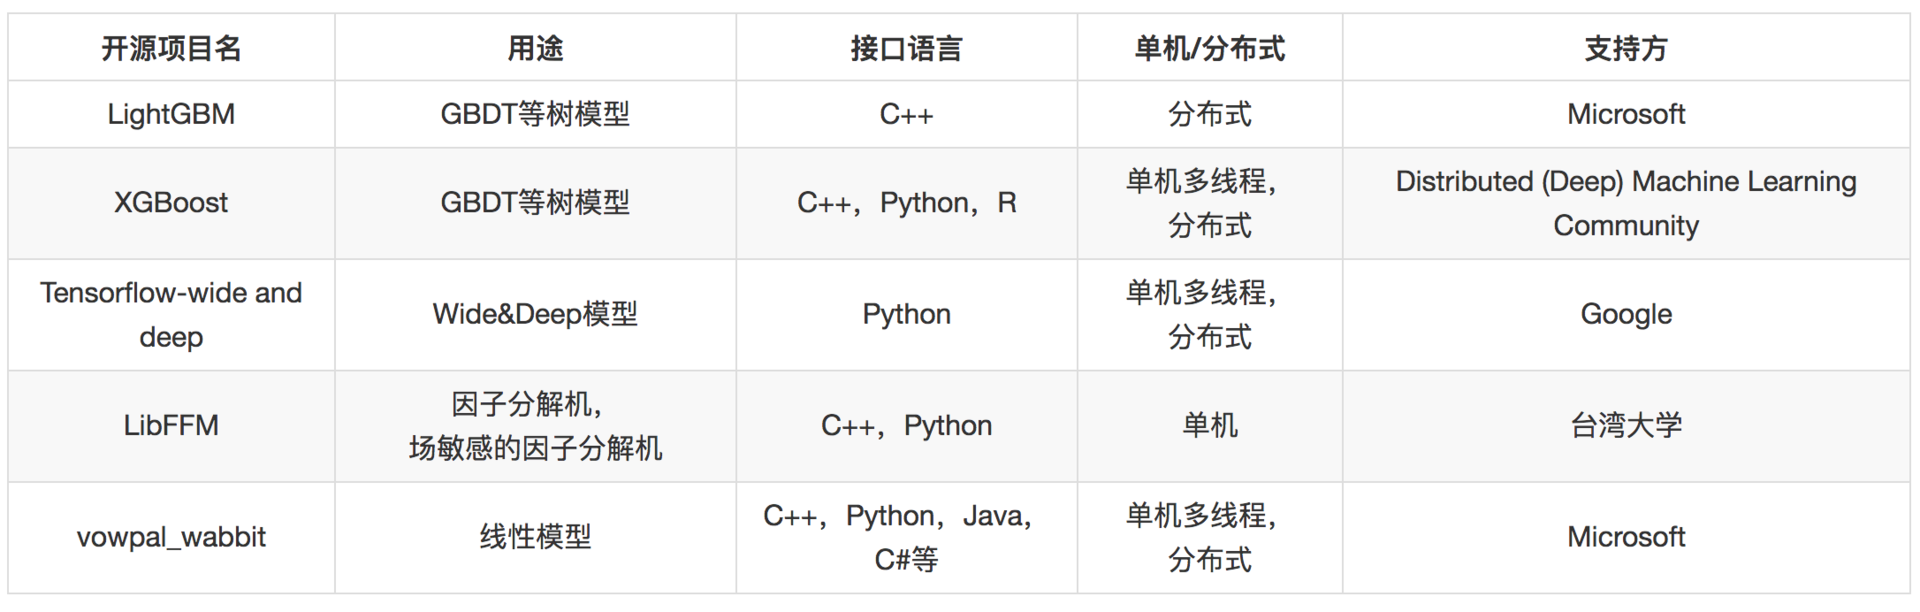 开源项目名 用途 接口语言 单机/分布式 支持方
LightGBM GBDT等树模型 C++ 分布式 Microsoft
XGBoost GBDT等树模型 C++，Python，R 单机多线程，
分布式 Distributed (Deep) Machine Learning
Community
Tensorflow-wide and
deep Wide&Deep模型 Python 单机多线程，
分布式 Google
LibFFM 因子分解机，
场敏感的因子分解机 C++，Python 单机 台湾大学
vowpal_wabbit 线性模型 C++，Python，Java，
C#等 单机多线程，
分布式 Microsoft